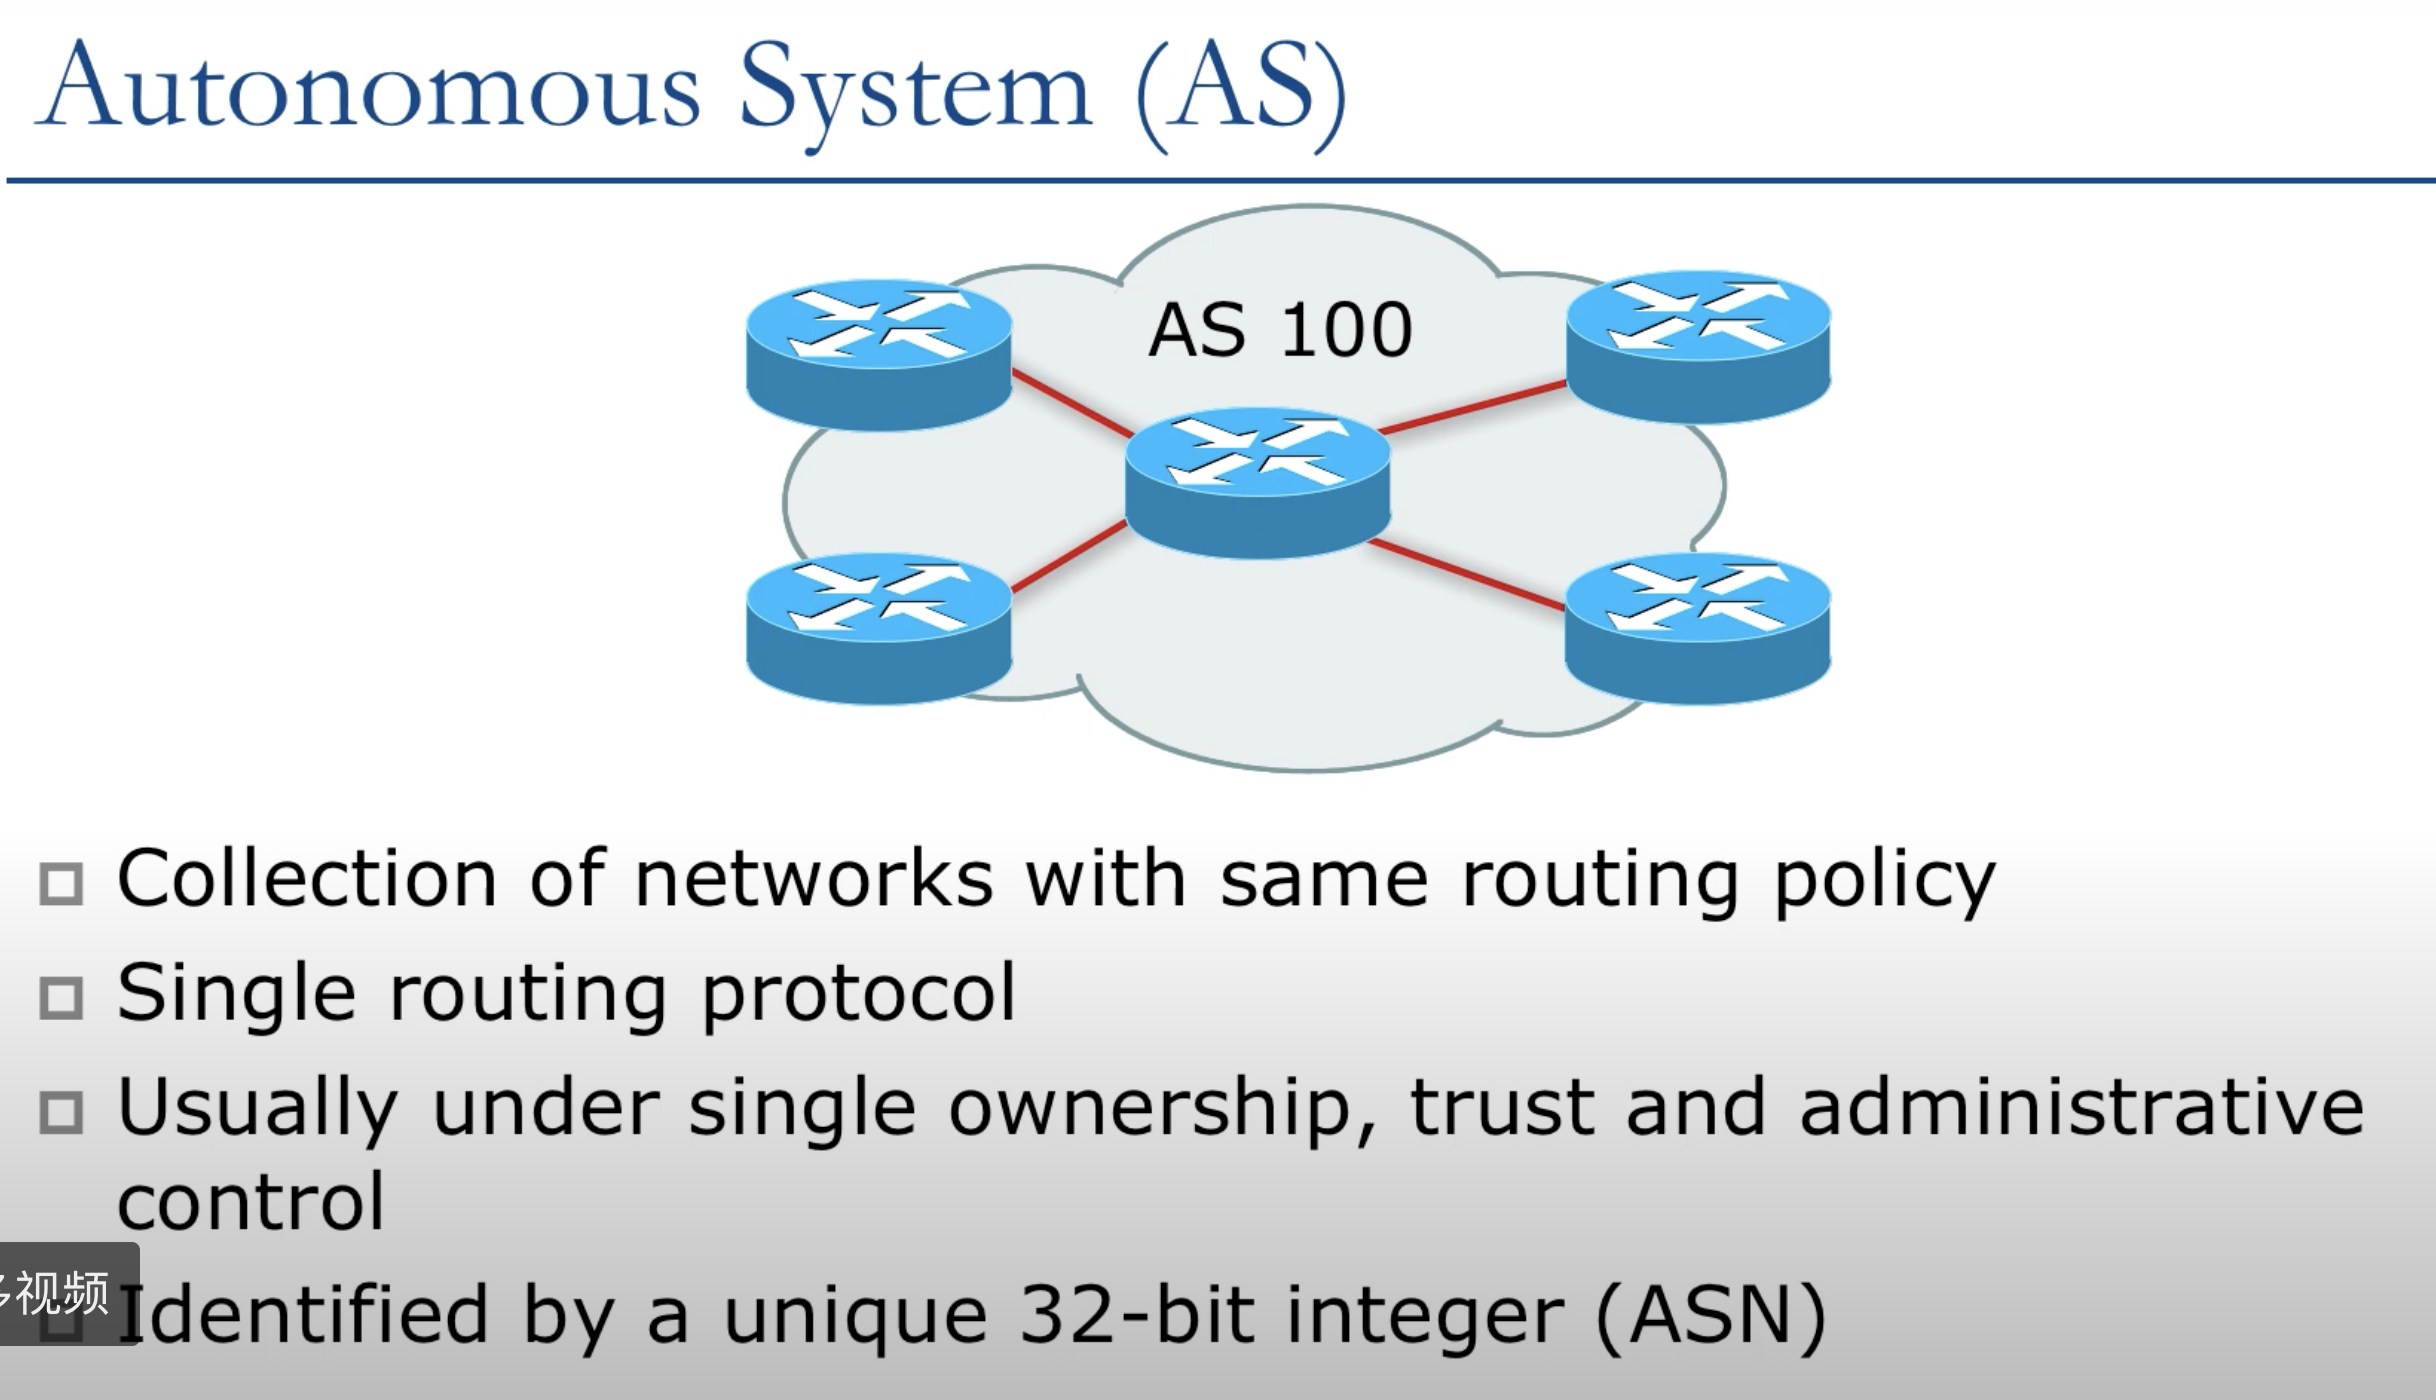 Autonomous System (AS)
AS 100
Collection of networks with same routing policy
Single routing protocol
Usually under single ownership, trust and administrative
control
视频
Identified by a unique 32-bit integer (ASN)